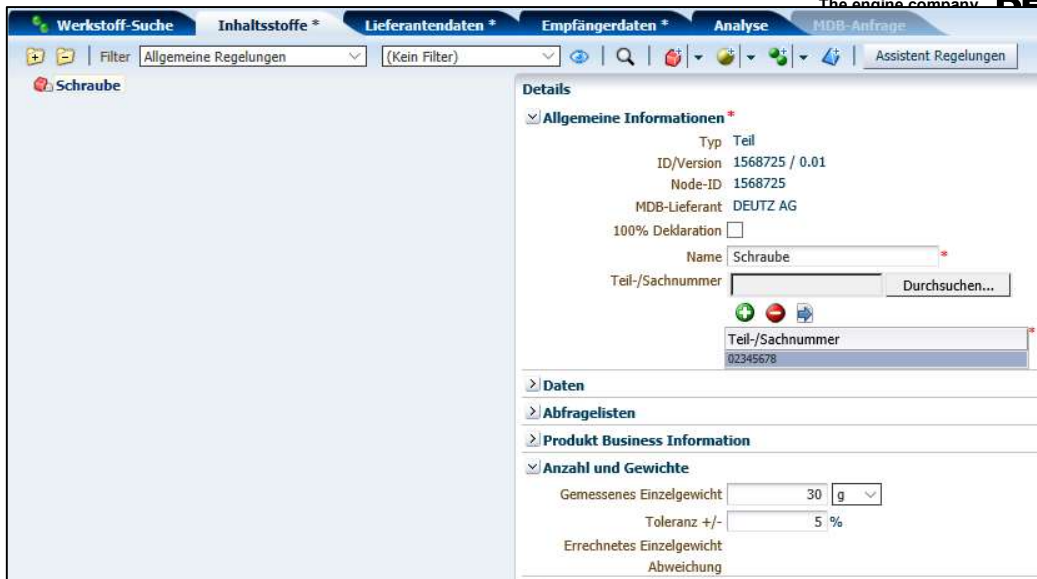 The engine company
Werkstoff-Suche Inhaltsstoffe * Lieferantendaten * Empfängerdaten * Analyse MDB-Anfrage
Filter Allgemeine Regelungen (Kein Filter) Assistent Regelungen
Schraube
Details
Allgemeine Informationen *
Typ Teil
ID/Version 1568725 / 0.01
Node-ID 1568725
MDB-Lieferant DEUTZ AG
100% Deklaration
Name Schraube *
Teil-/Sachnummer Durchsuchen...
Teil-/Sachnummer *
02345678
Daten
Abfragelisten
Produkt Business Information
Anzahl und Gewichte
Gemessenes Einzelgewicht 30 g
Toleranz +/- 5 %
Errechnetes Einzelgewicht
Abweichung